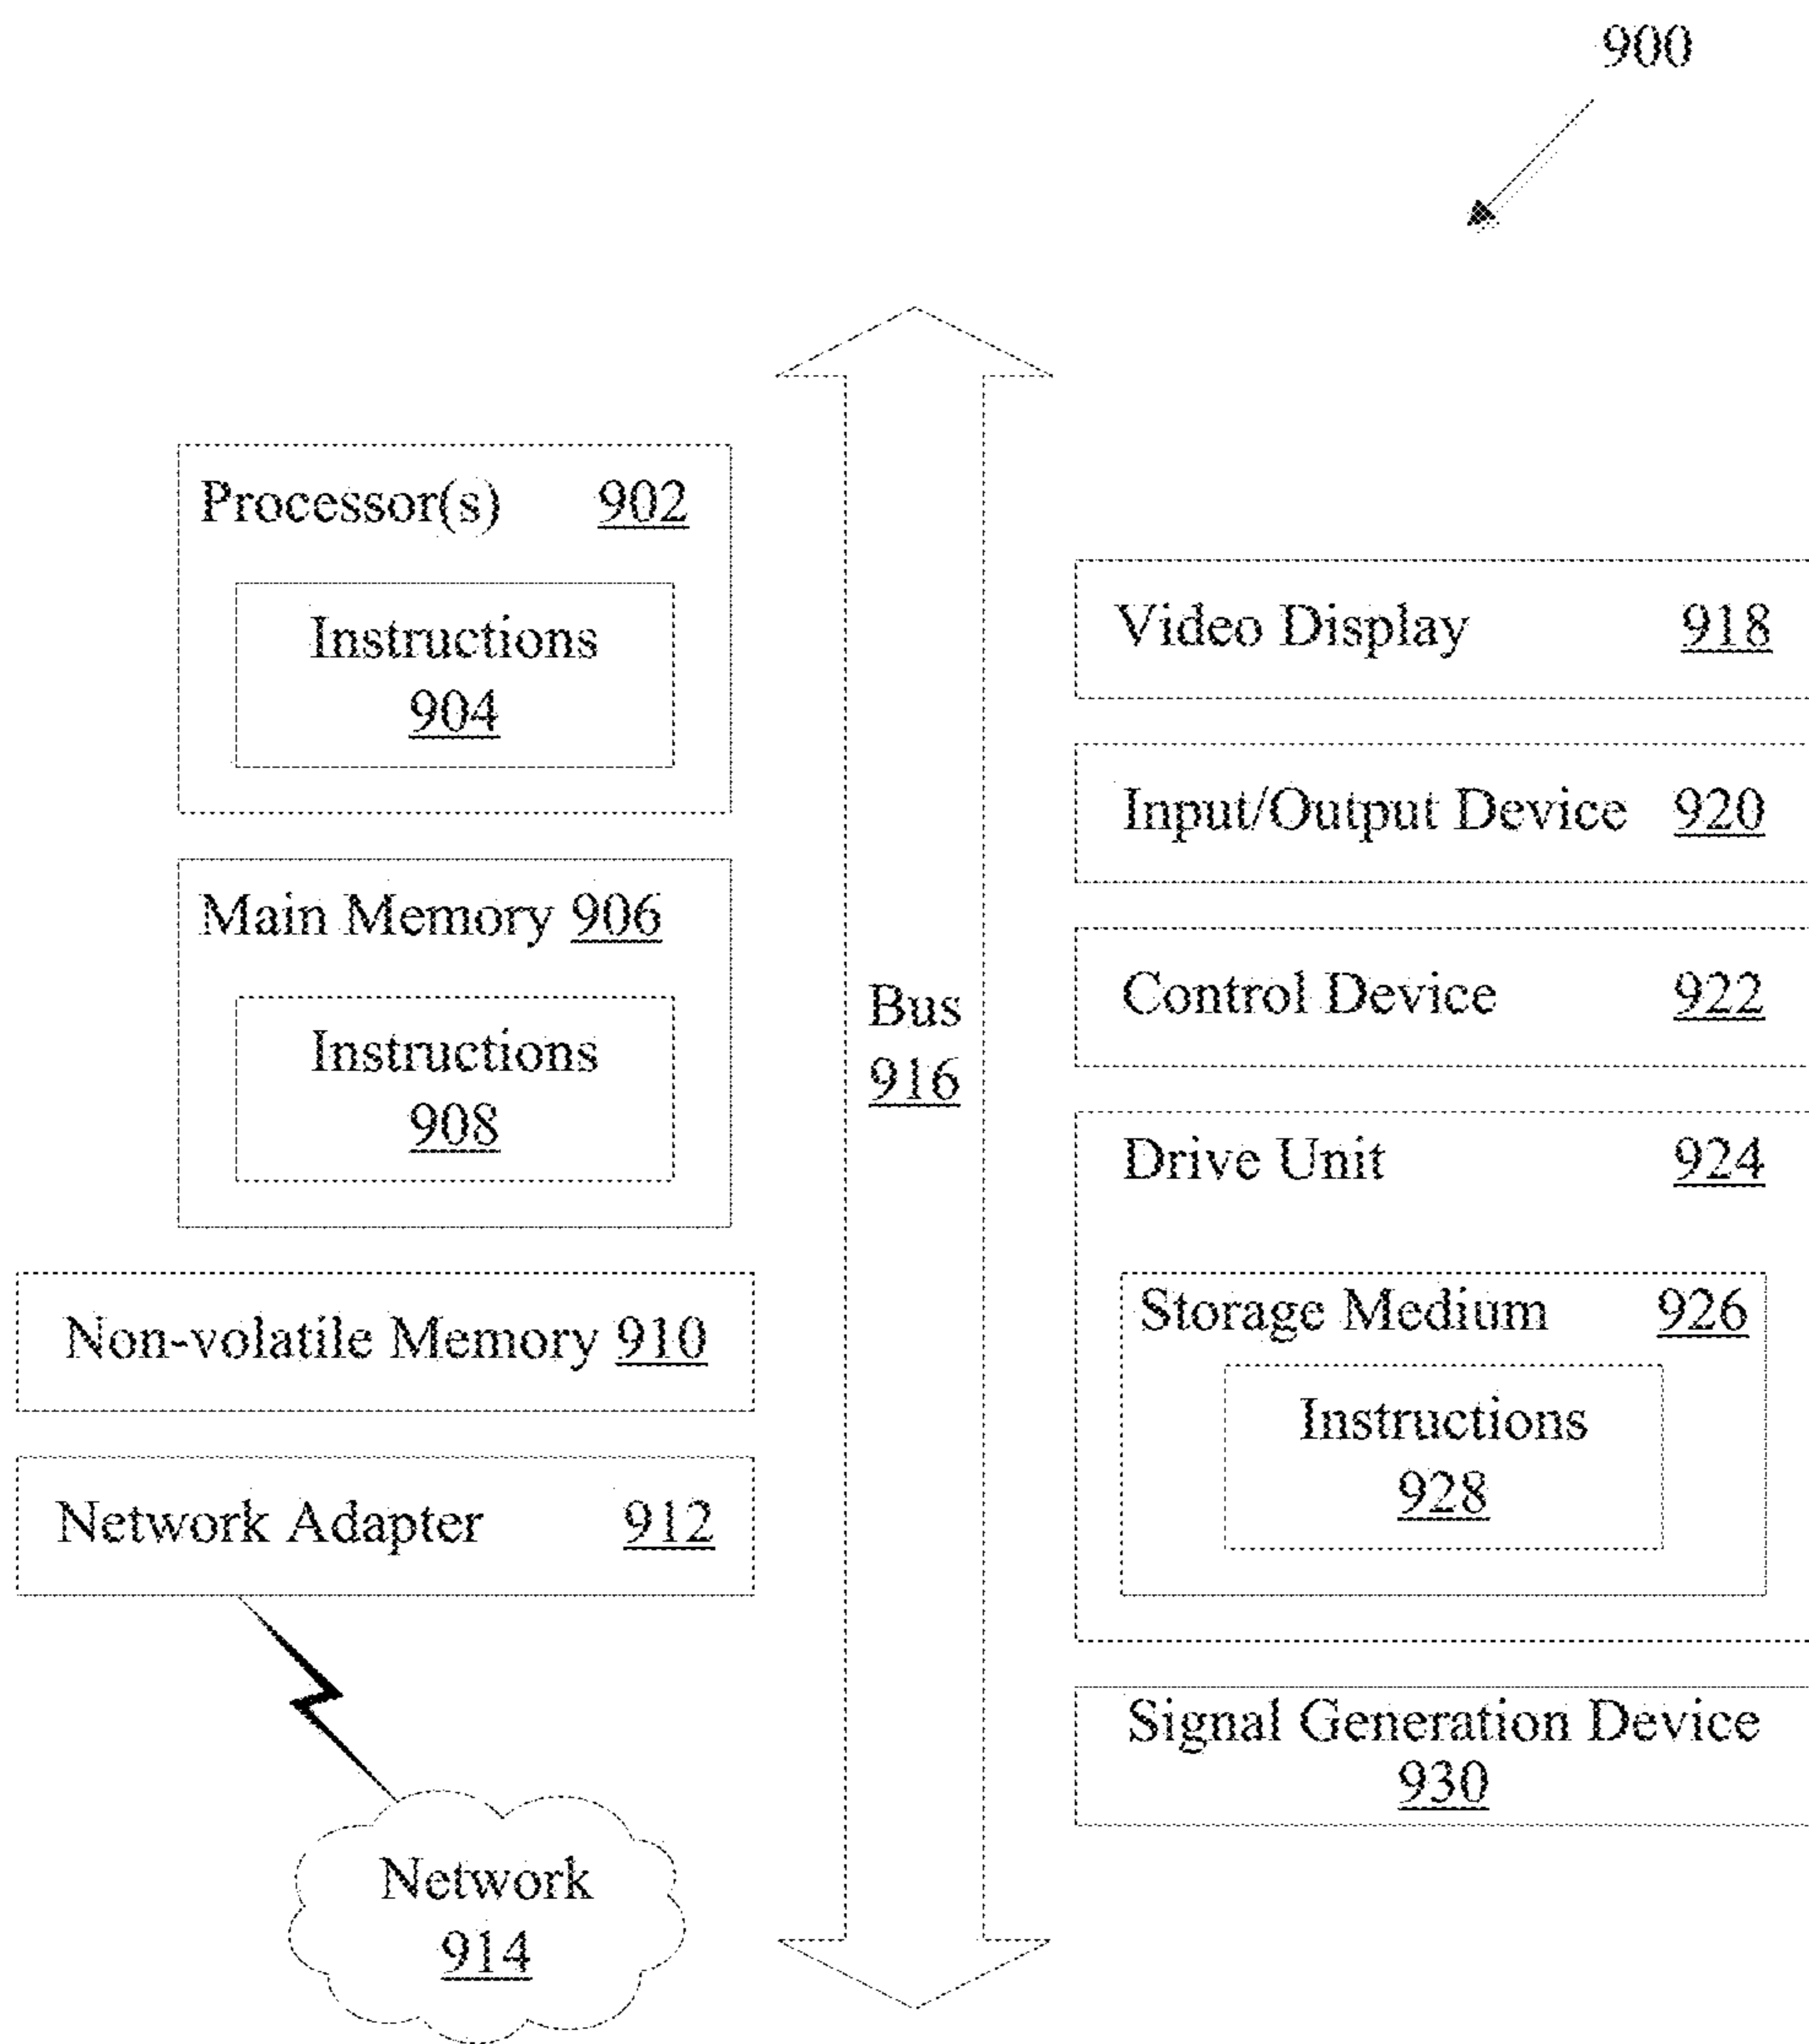 900
Processor(s) 902
Instructions
904
Main Memory 906
Instructions
908
Non-volatile Memory 910
Network Adapter 912
Network
914
Bus
916
Video Display 918
Input/Output Device 920
Control Device 922
Drive Unit 924
Storage Medium 926
Instructions
928
Signal Generation Device
930